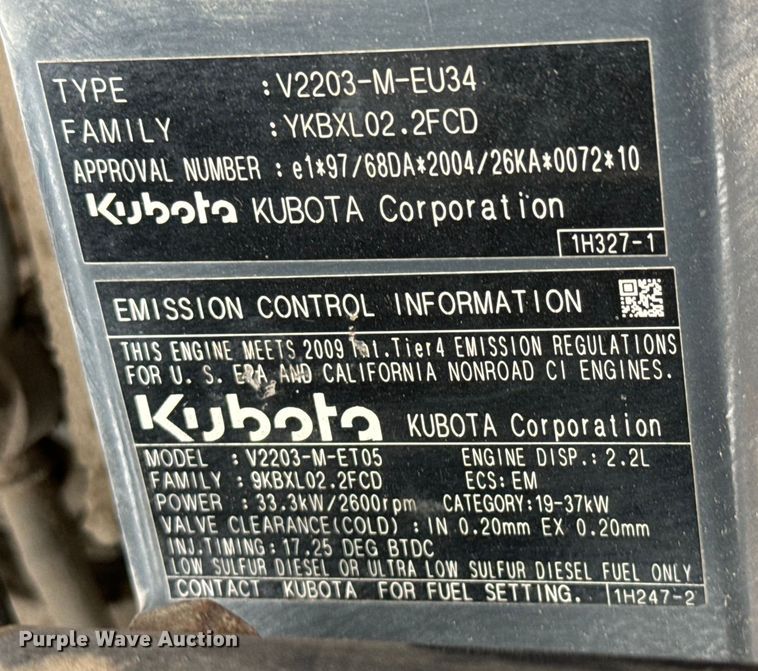 TYPE : V2203-M-EU34
FAMILY : YKBXL02.2FCD
APPROVAL NUMBER : e1*97/68DA*2004/26KA*0072*10
Kubota KUBOTA Corporation
1H327-1
EMISSION CONTROL INFORMATION
THIS ENGINE MEETS 2009 Int.Tier4 EMISSION REGULATIONS
FOR U. S. EPA AND CALIFORNIA NONROAD CI ENGINES.
Kubota KUBOTA Corporation
MODEL : V2203-M-ET05 ENGINE DISP.: 2.2L
FAMILY : 9KBXL02.2FCD ECS: EM
POWER : 33.3kW/2600rpm CATEGORY: 19-37kW
VALVE CLEARANCE(COLD) : IN 0.20mm EX 0.20mm
INJ.TIMING: 17.25 DEG BTDC
LOW SULFUR DIESEL OR ULTRA LOW SULFUR DIESEL FUEL ONLY
CONTACT KUBOTA FOR FUEL SETTING. 1H247-2
Purple Wave Auction